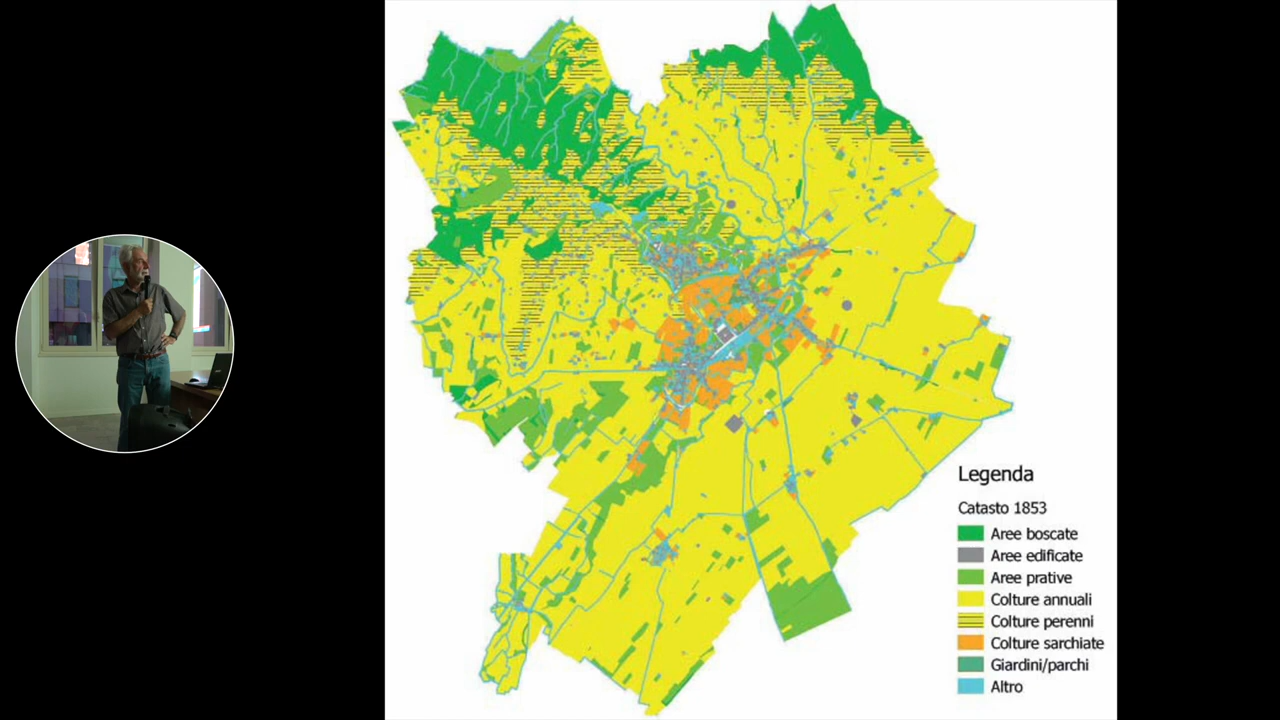 Legenda
Catasto 1853
Aree boscate
Aree edificate
Aree prative
Colture annuali
Colture perenni
Colture sarchiate
Giardini/parchi
Altro